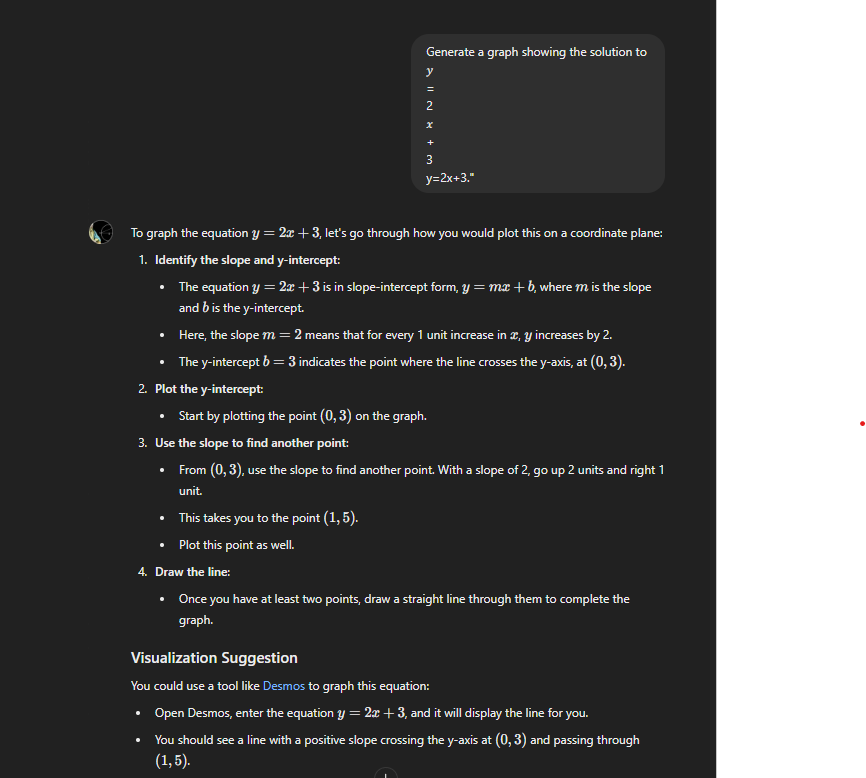 Generate a graph showing the solution to
y
=
2
x
+
3
y=2x+3."
To graph the equation y = 2x + 3, let's go through how you would plot this on a coordinate plane:
1. Identify the slope and y-intercept:
• The equation y = 2x + 3 is in slope-intercept form, y = mx + b, where m is the slope
and b is the y-intercept.
• Here, the slope m = 2 means that for every 1 unit increase in x, y increases by 2.
• The y-intercept b = 3 indicates the point where the line crosses the y-axis, at (0, 3).
2. Plot the y-intercept:
• Start by plotting the point (0, 3) on the graph.
3. Use the slope to find another point:
• From (0, 3), use the slope to find another point. With a slope of 2, go up 2 units and right 1
unit.
• This takes you to the point (1, 5).
• Plot this point as well.
4. Draw the line:
• Once you have at least two points, draw a straight line through them to complete the
graph.
Visualization Suggestion
You could use a tool like Desmos to graph this equation:
• Open Desmos, enter the equation y = 2x + 3, and it will display the line for you.
• You should see a line with a positive slope crossing the y-axis at (0, 3) and passing through
(1, 5).